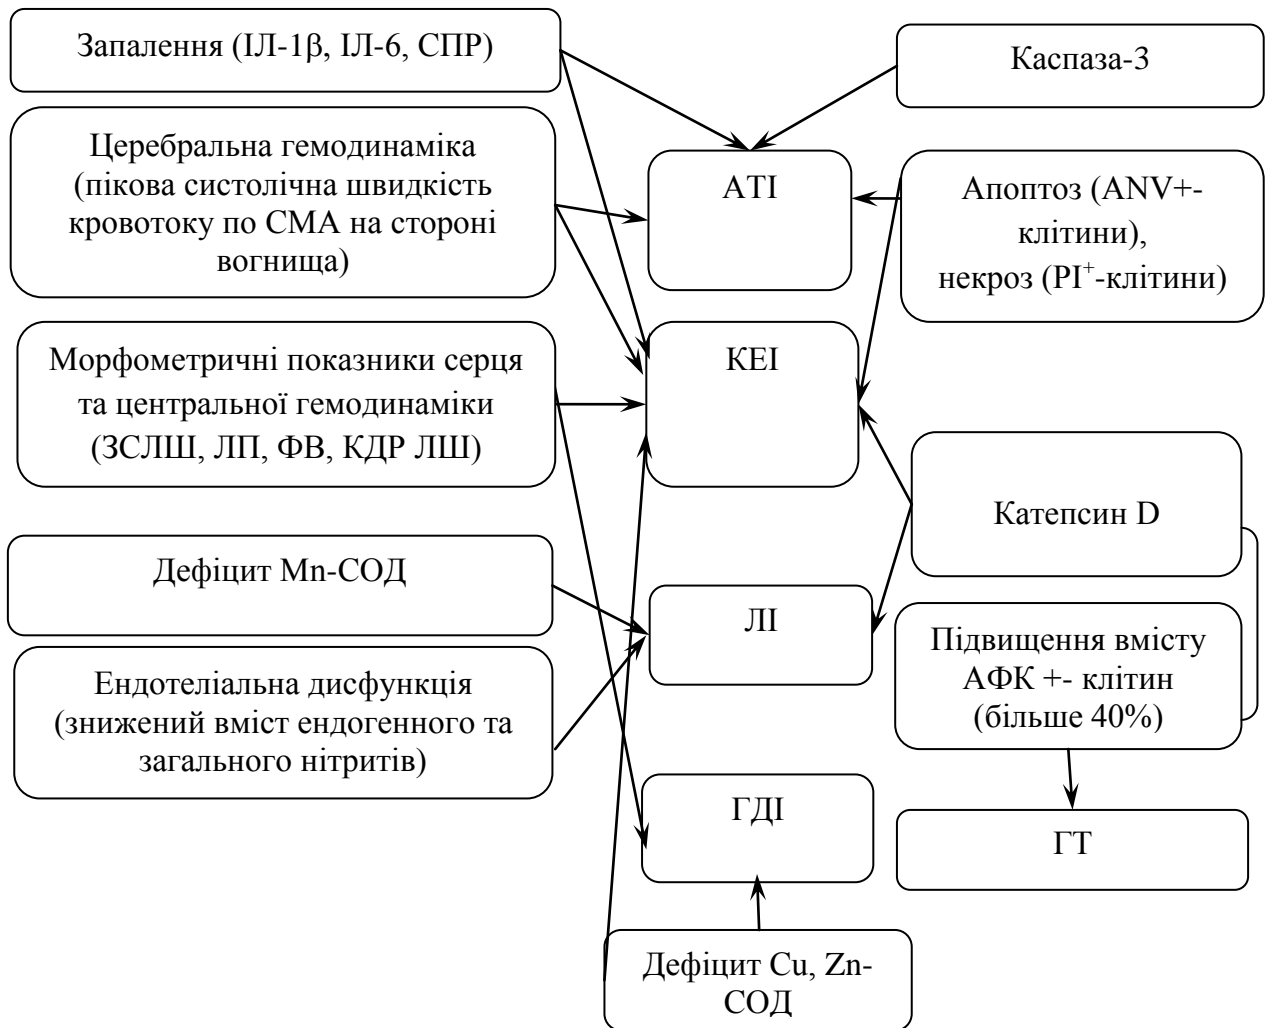 Запалення (ІЛ-1β, ІЛ-6, СПР)
Каспаза-3
Церебральна гемодинаміка
(пікова систолічна швидкість
кровотоку по СМА на стороні
вогнища)
АТІ
Апоптоз (ANV+-
клітини),
некроз (PI⁺-клітини)
Морфометричні показники серця
та центральної гемодинаміки
(ЗСЛШ, ЛП, ФВ, КДР ЛШ)
КЕІ
Катепсин D
Дефіцит Mn-СОД
ЛІ
Ендотеліальна дисфункція
(знижений вміст ендогенного та
загального нітритів)
Підвищення вмісту
АФК +- клітин
(більше 40%)
ГДІ
ГТ
Дефіцит Cu, Zn-
СОД